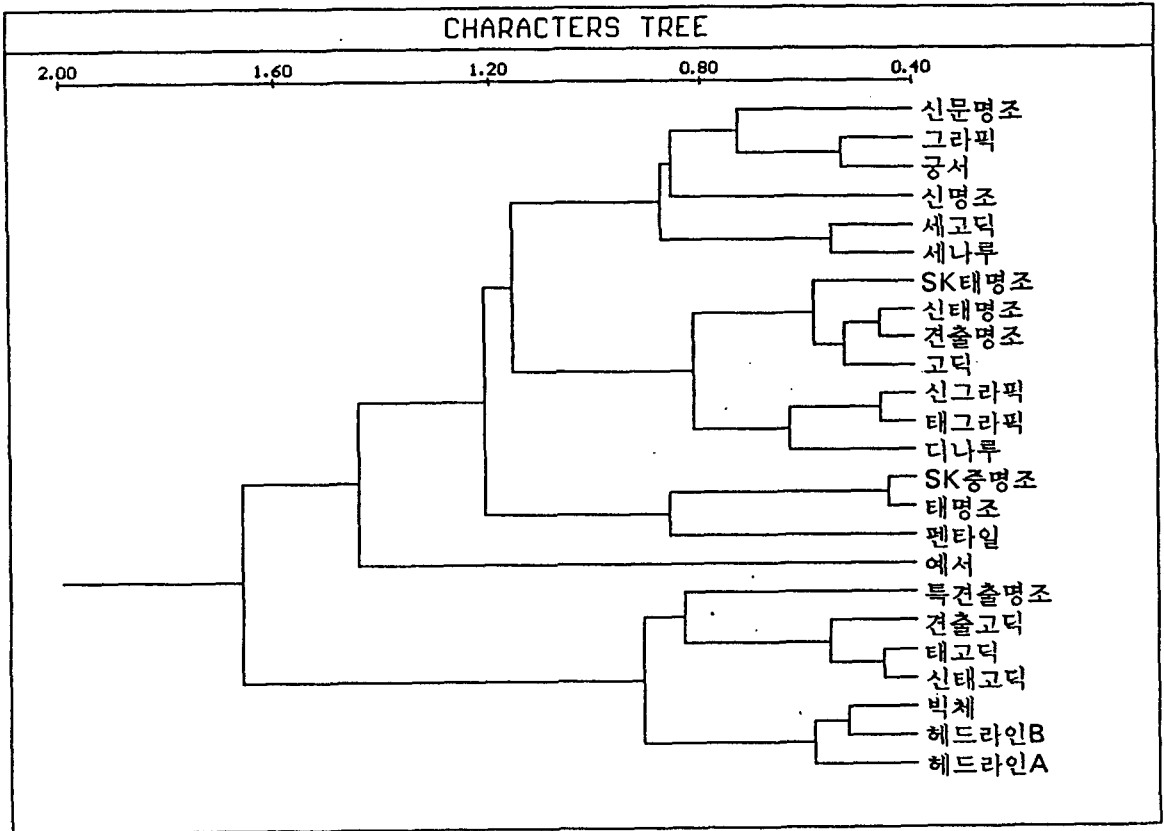 CHARACTERS TREE
2.00 1.60 1.20 0.80 0.40
신문명조
그라픽
궁서
신명조
세고딕
세나루
SK태명조
신태명조
견출명조
고딕
신그라픽
태그라픽
디나루
SK중명조
태명조
펜타일
예서
특견출명조
견출고딕
태고딕
신태고딕
빅체
헤드라인B
헤드라인A